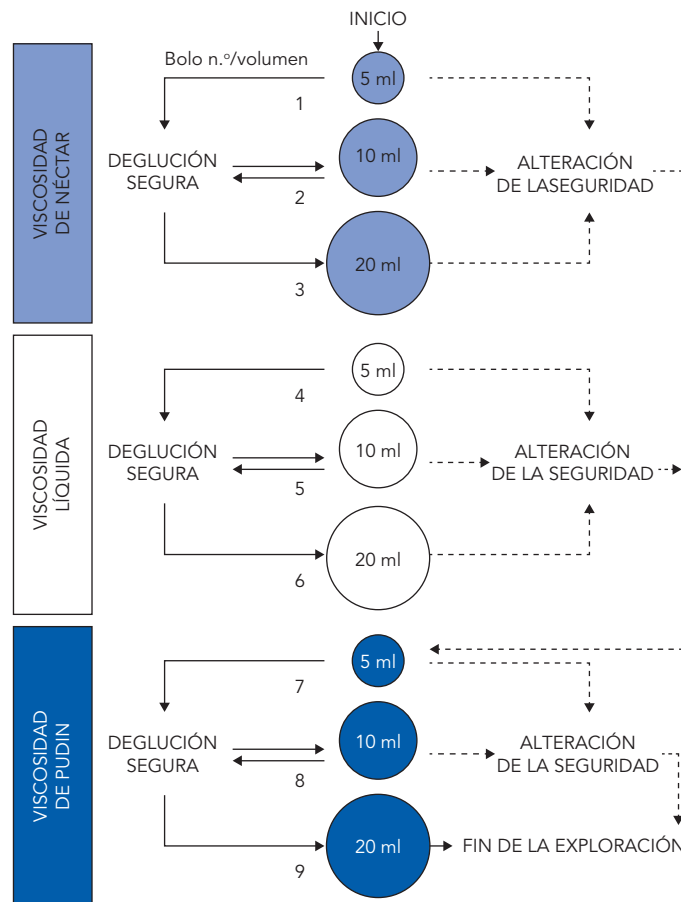 INICIO
Bolo n.º/volumen
5 ml
1
VISCOSIDAD
DE NÉCTAR
DEGLUCIÓN
SEGURA
10 ml
2
ALTERACIÓN
DE LASEGURIDAD
20 ml
3
VISCOSIDAD
LÍQUIDA
5 ml
4
DEGLUCIÓN
SEGURA
10 ml
5
ALTERACIÓN
DE LA SEGURIDAD
20 ml
6
VISCOSIDAD
DE PUDIN
5 ml
7
DEGLUCIÓN
SEGURA
10 ml
8
ALTERACIÓN
DE LA SEGURIDAD
20 ml
9
FIN DE LA EXPLORACIÓN